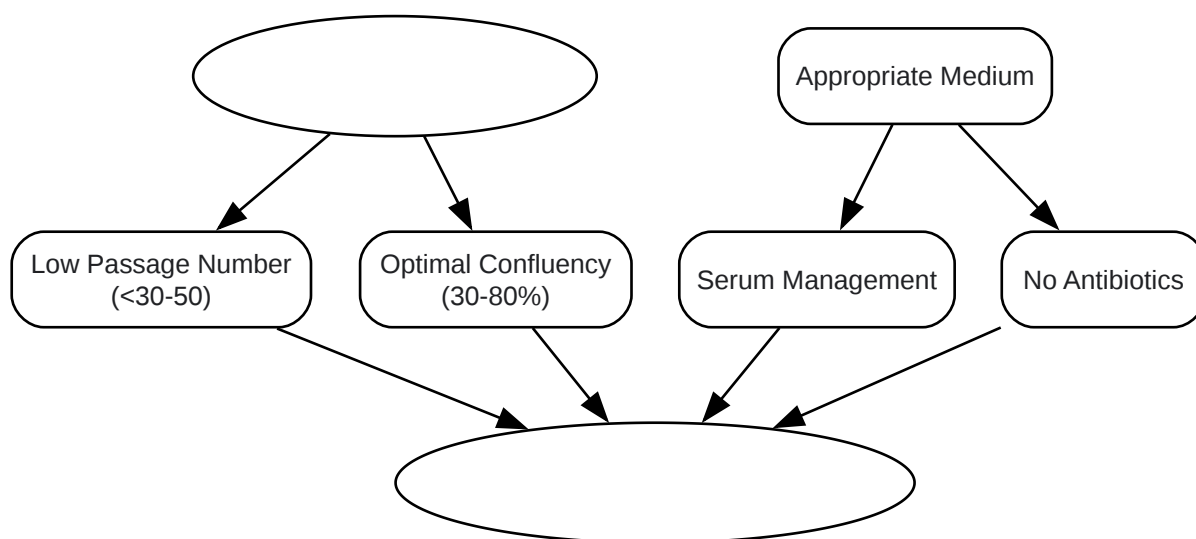 Appropriate Medium
Low Passage Number
(<30-50)
Optimal Confluency
(30-80%)
Serum Management
No Antibiotics